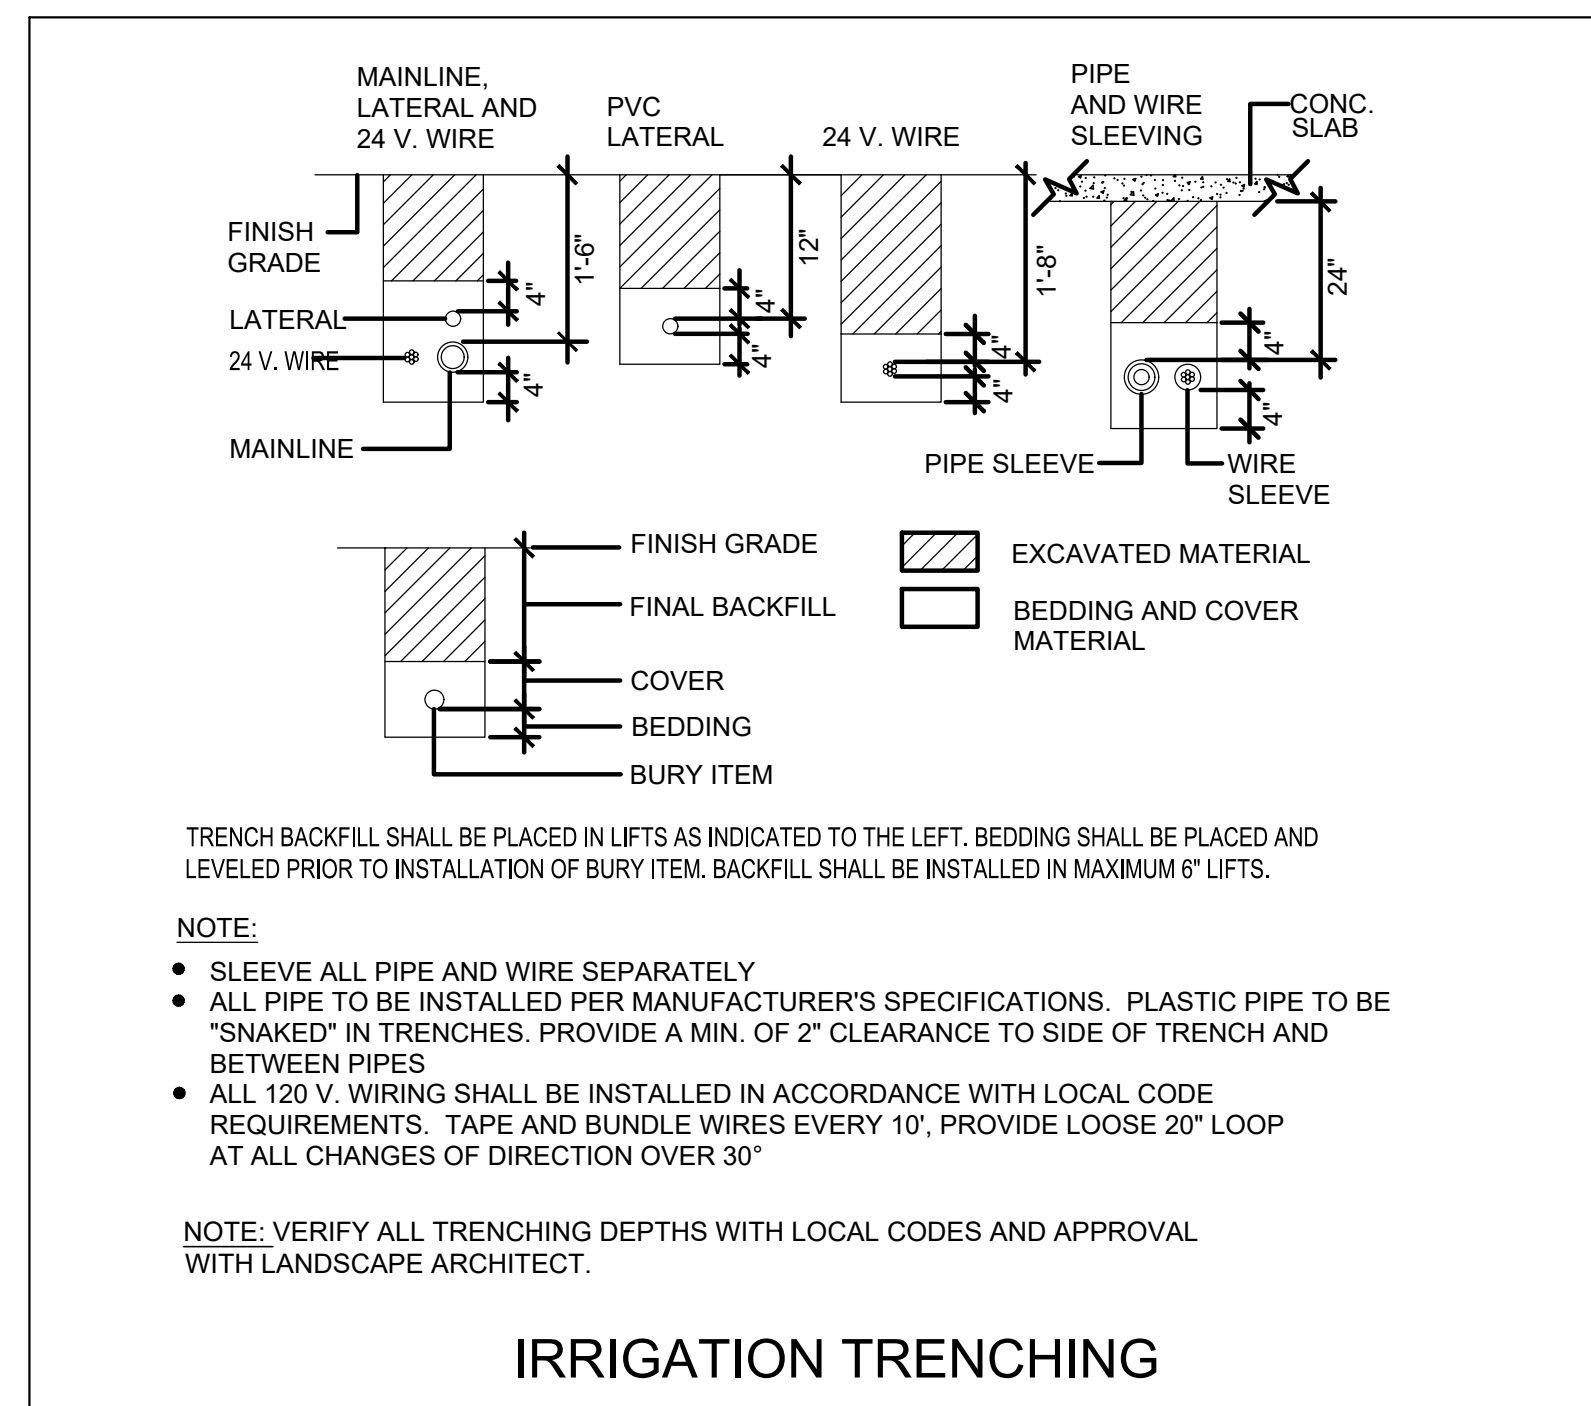 MAINLINE,
LATERAL AND
24 V. WIRE
PVC
LATERAL
24 V. WIRE
PIPE
AND WIRE
SLEEVING
CONC.
SLAB
FINISH
GRADE
LATERAL
24 V. WIRE
MAINLINE
4"
4"
1'-6"
4"
4"
12"
4"
4"
1'-8"
4"
4"
24"
PIPE SLEEVE
WIRE
SLEEVE
FINISH GRADE
FINAL BACKFILL
COVER
BEDDING
BURY ITEM
EXCAVATED MATERIAL
BEDDING AND COVER
MATERIAL
TRENCH BACKFILL SHALL BE PLACED IN LIFTS AS INDICATED TO THE LEFT. BEDDING SHALL BE PLACED AND
LEVELED PRIOR TO INSTALLATION OF BURY ITEM. BACKFILL SHALL BE INSTALLED IN MAXIMUM 6" LIFTS.
NOTE:
● SLEEVE ALL PIPE AND WIRE SEPARATELY
● ALL PIPE TO BE INSTALLED PER MANUFACTURER'S SPECIFICATIONS. PLASTIC PIPE TO BE
"SNAKED" IN TRENCHES. PROVIDE A MIN. OF 2" CLEARANCE TO SIDE OF TRENCH AND
BETWEEN PIPES
● ALL 120 V. WIRING SHALL BE INSTALLED IN ACCORDANCE WITH LOCAL CODE
REQUIREMENTS. TAPE AND BUNDLE WIRES EVERY 10', PROVIDE LOOSE 20" LOOP
AT ALL CHANGES OF DIRECTION OVER 30°
NOTE: VERIFY ALL TRENCHING DEPTHS WITH LOCAL CODES AND APPROVAL
WITH LANDSCAPE ARCHITECT.
IRRIGATION TRENCHING